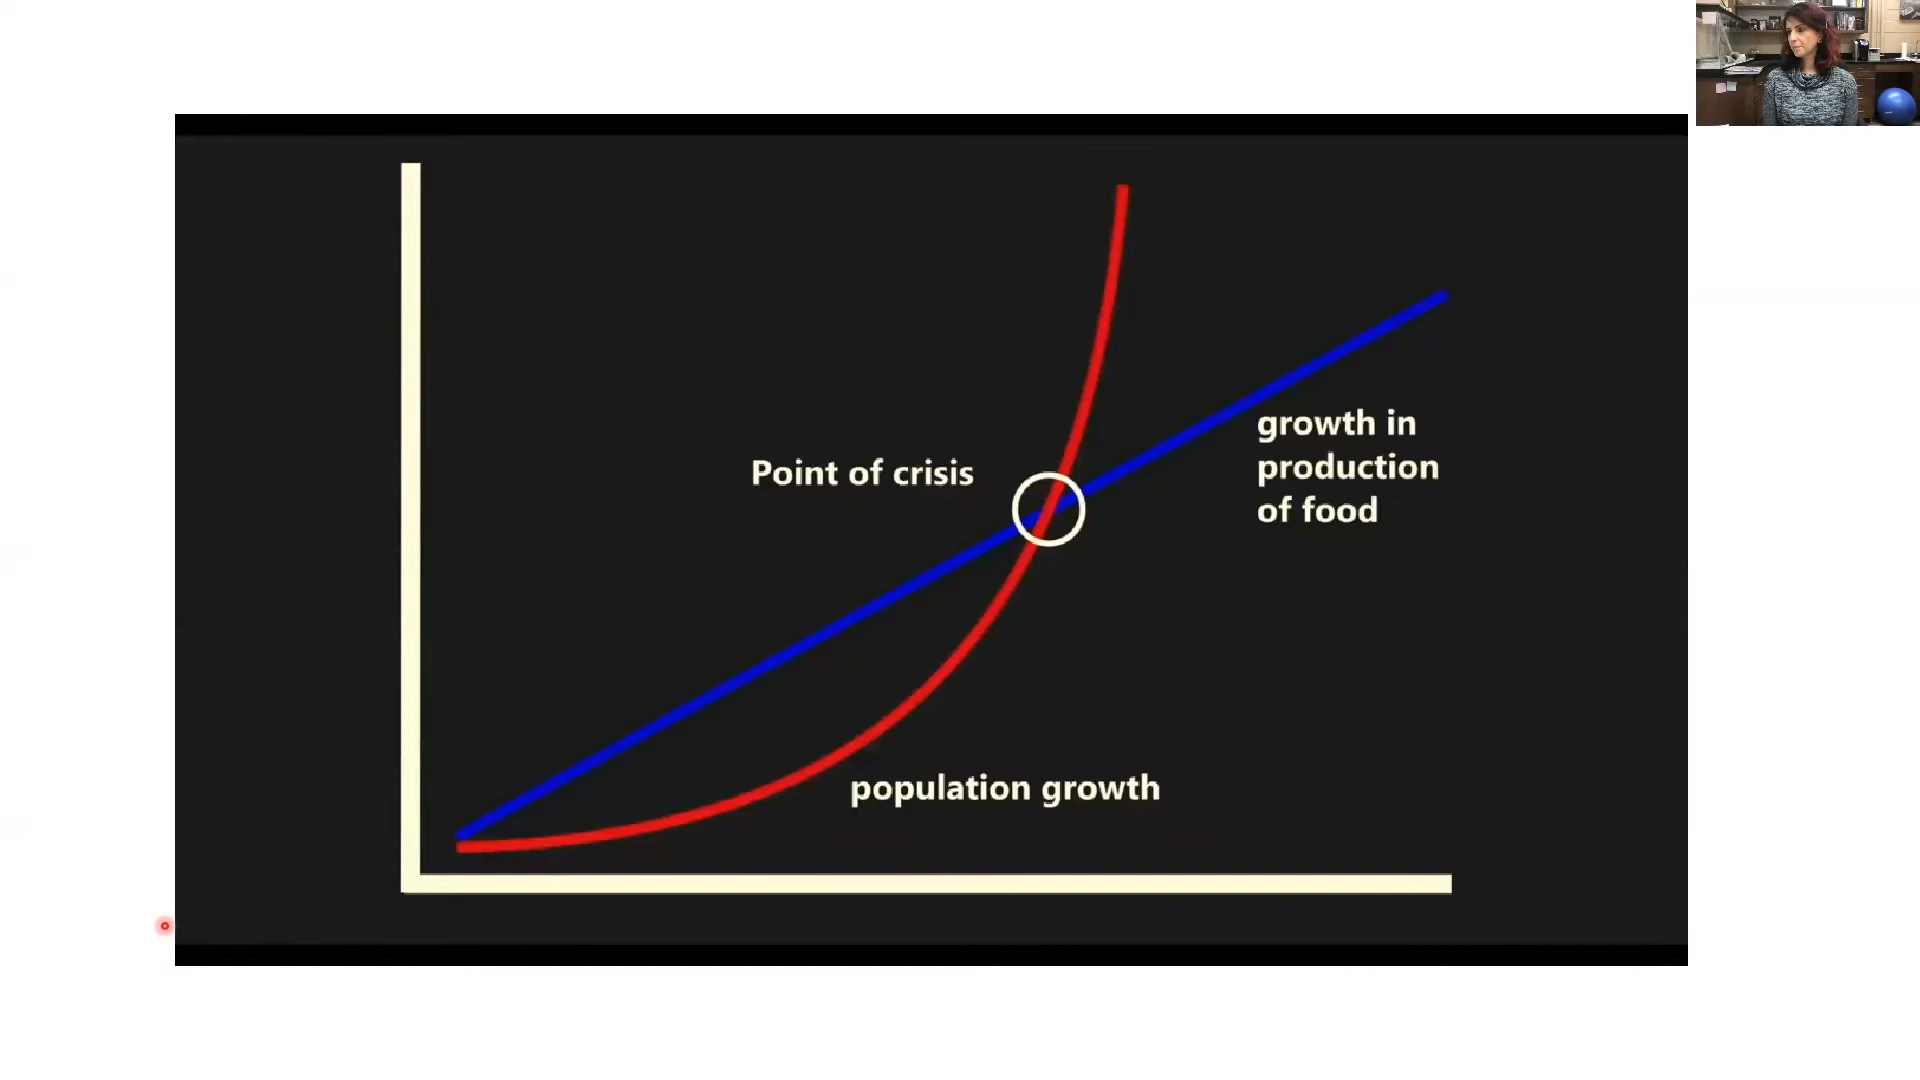 Point of crisis
growth in
production
of food
population growth